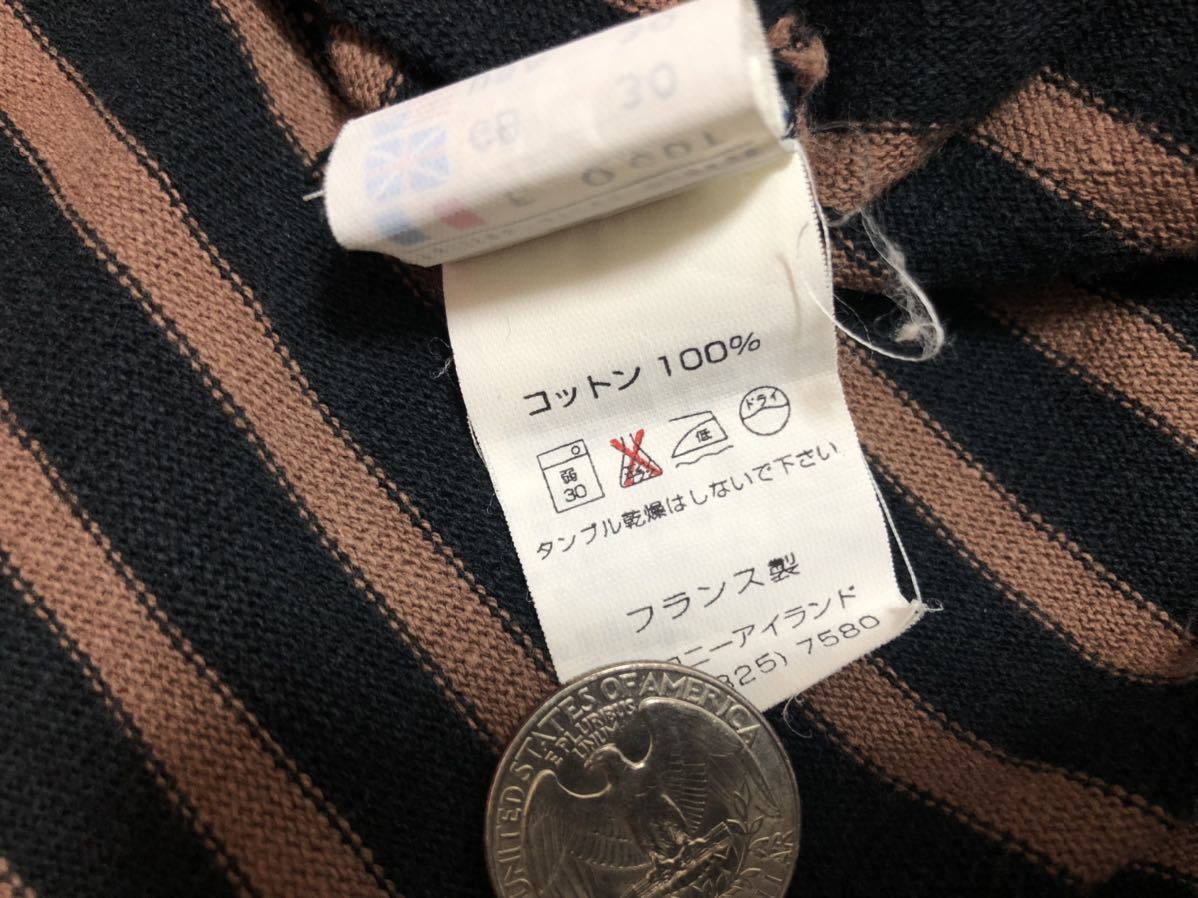 30
GB
コットン 100%
弱
30
低
ドライ
タンブル乾燥はしないで下さい
フランス製
ニーアイランド
325) 7580
UNITED STATES OF AMERICA
E PLURIBUS
UNUM